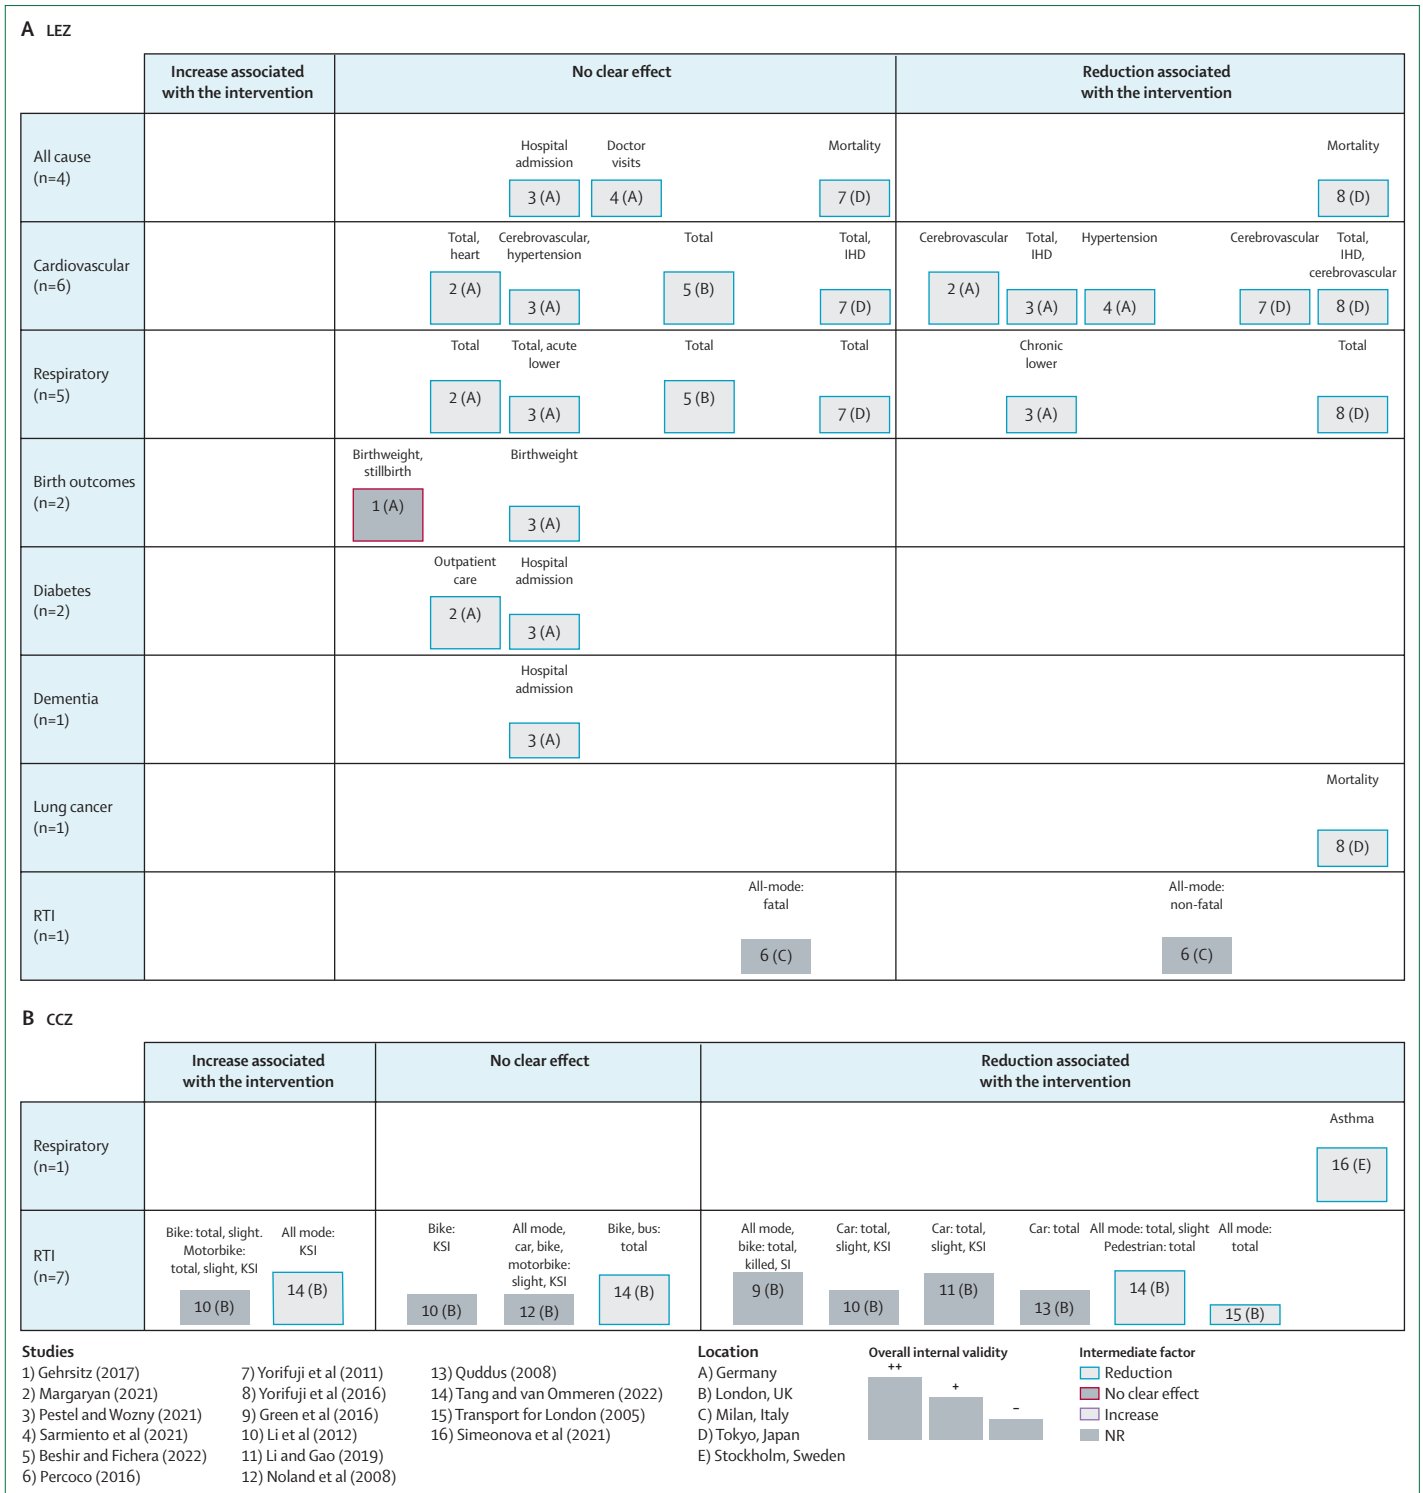 A LEZ
Increase associated
with the intervention
No clear effect
Reduction associated
with the intervention
All cause
(n=4)
Hospital
admission
3 (A)
Doctor
visits
4 (A)
Mortality
7 (D)
Mortality
8 (D)
Cardiovascular
(n=6)
Total,
heart
2 (A)
Cerebrovascular,
hypertension
3 (A)
Total
5 (B)
Total,
IHD
7 (D)
Cerebrovascular
2 (A)
Total,
IHD
3 (A)
Hypertension
4 (A)
Cerebrovascular
7 (D)
Total,
IHD,
cerebrovascular
8 (D)
Respiratory
(n=5)
Total
2 (A)
Total, acute
lower
3 (A)
Total
5 (B)
Total
7 (D)
Chronic
lower
3 (A)
Total
8 (D)
Birth outcomes
(n=2)
Birthweight,
stillbirth
1 (A)
Birthweight
3 (A)
Diabetes
(n=2)
Outpatient
care
2 (A)
Hospital
admission
3 (A)
Dementia
(n=1)
Hospital
admission
3 (A)
Lung cancer
(n=1)
Mortality
8 (D)
RTI
(n=1)
All-mode:
fatal
6 (C)
All-mode:
non-fatal
6 (C)
B CCZ
Increase associated
with the intervention
No clear effect
Reduction associated
with the intervention
Respiratory
(n=1)
Asthma
16 (E)
RTI
(n=7)
Bike: total, slight.
Motorbike:
total, slight, KSI
10 (B)
All mode:
KSI
14 (B)
Bike:
KSI
10 (B)
All mode,
car, bike,
motorbike:
slight, KSI
12 (B)
Bike, bus:
total
14 (B)
All mode,
bike: total,
killed, SI
9 (B)
Car: total,
slight, KSI
10 (B)
Car: total,
slight, KSI
11 (B)
Car: total
13 (B)
All mode: total, slight
Pedestrian: total
14 (B)
All mode:
total
15 (B)
Studies
1) Gehrsitz (2017)
2) Margaryan (2021)
3) Pestel and Wozny (2021)
4) Sarmiento et al (2021)
5) Beshir and Fichera (2022)
6) Percoco (2016)
7) Yorifuji et al (2011)
8) Yorifuji et al (2016)
9) Green et al (2016)
10) Li et al (2012)
11) Li and Gao (2019)
12) Noland et al (2008)
13) Quddus (2008)
14) Tang and van Ommeren (2022)
15) Transport for London (2005)
16) Simeonova et al (2021)
Location
A) Germany
B) London, UK
C) Milan, Italy
D) Tokyo, Japan
E) Stockholm, Sweden
Overall internal validity
++
+
–
Intermediate factor
Reduction
No clear effect
Increase
NR